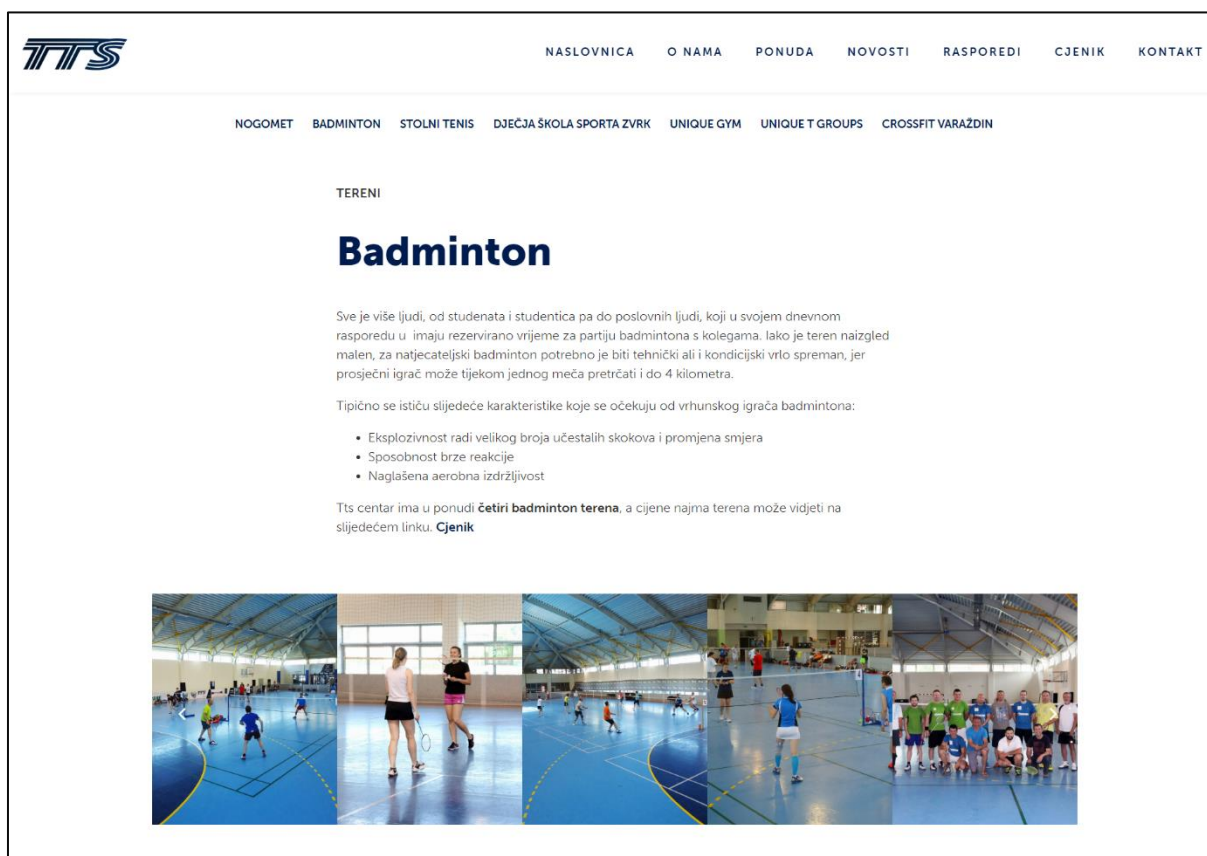 TTS
NASLOVNICA O NAMA PONUDA NOVOSTI RASPOREDI CJENIK KONTAKT
NOGOMET BADMINTON STOLNI TENIS DJEČJA ŠKOLA SPORTA ZVRK UNIQUE GYM UNIQUE T GROUPS CROSSFIT VARAŽDIN
TERENI
Badminton
Sve je više ljudi, od studenata i studentica pa do poslovnih ljudi, koji u svojem dnevnom
rasporedu u imaju rezervirano vrijeme za partiju badmintona s kolegama. Iako je teren naizgled
malen, za natjecateljski badminton potrebno je biti tehnički ali i kondicijski vrlo spreman, jer
prosječni igrač može tijekom jednog meča pretrčati i do 4 kilometra.
Tipično se ističu slijedeće karakteristike koje se očekuju od vrhunskog igrača badmintona:
• Eksplozivnost radi velikog broja učestalih skokova i promjena smjera
• Sposobnost brze reakcije
• Naglašena aerobna izdržljivost
Tts centar ima u ponudi četiri badminton terena, a cijene najma terena može vidjeti na
slijedećem linku. Cjenik